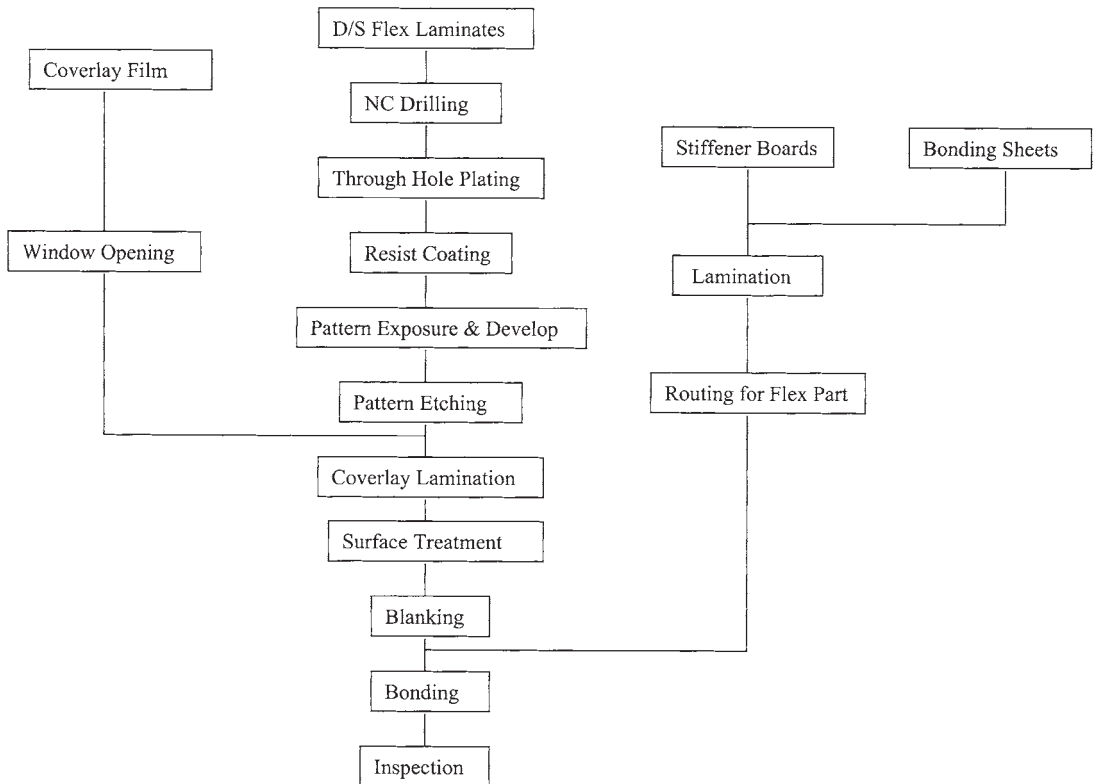 D/S Flex Laminates
Coverlay Film
NC Drilling
Stiffener Boards
Bonding Sheets
Through Hole Plating
Window Opening
Resist Coating
Lamination
Pattern Exposure & Develop
Routing for Flex Part
Pattern Etching
Coverlay Lamination
Surface Treatment
Blanking
Bonding
Inspection